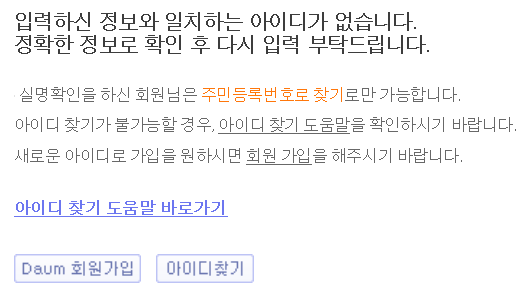 입력하신 정보와 일치하는 아이디가 없습니다.
정확한 정보로 확인 후 다시 입력 부탁드립니다.
실명확인을 하신 회원님은 주민등록번호로 찾기로만 가능합니다.
아이디 찾기가 불가능할 경우, 아이디 찾기 도움말을 확인하시기 바랍니다.
새로운 아이디로 가입을 원하시면 회원 가입을 해주시기 바랍니다.
아이디 찾기 도움말 바로가기
Daum 회원가입 아이디찾기